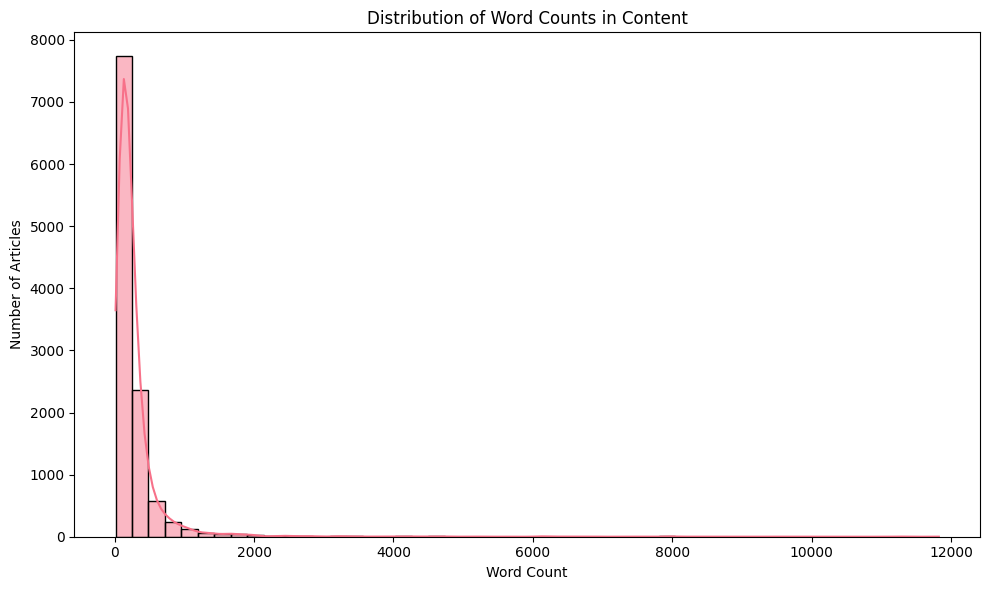 Distribution of Word Counts in Content
Number of Articles
8000
7000
6000
5000
4000
3000
2000
1000
0
0 2000 4000 6000 8000 10000 12000
Word Count